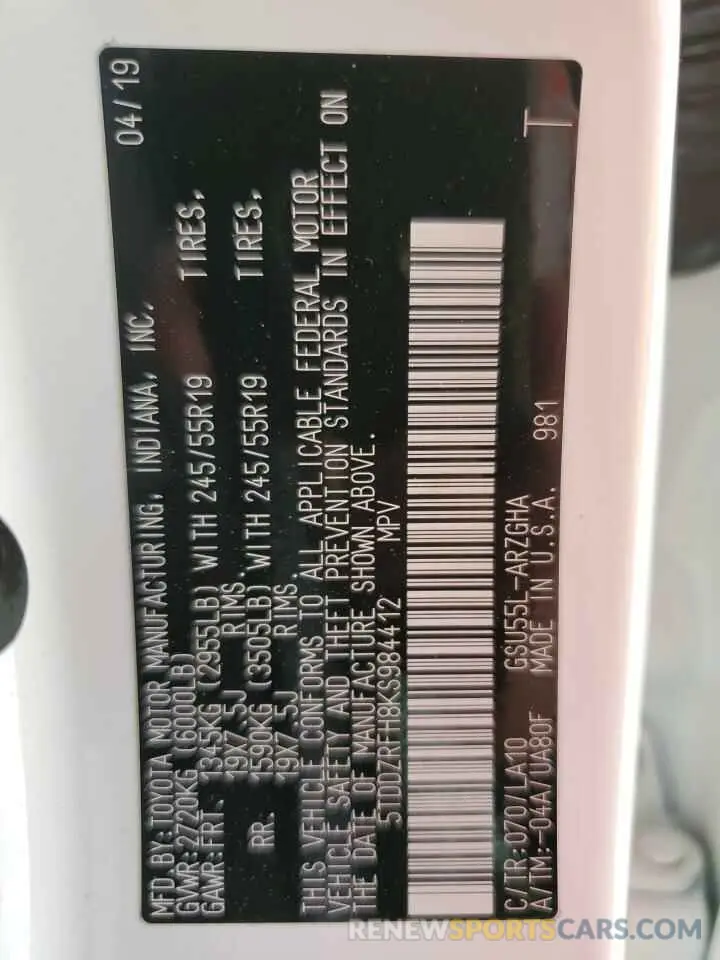 MFD.BY:TOYOTA MOTOR MANUFACTURING, INDIANA, INC. 04/19
GVWR:2720KG (6000LB)
GAWR:FRT. 1345KG (2955LB) WITH 245/55R19 TIRES,
19X7.5J RIMS.
RR. 1590KG (3505LB) WITH 245/55R19 TIRES,
19X7.5J RIMS
THIS VEHICLE CONFORMS TO ALL APPLICABLE FEDERAL MOTOR
VEHICLE SAFETY AND THEFT PREVENTION STANDARDS IN EFFECT ON
THE DATE OF MANUFACTURE SHOWN ABOVE.
5TDDZRFH8KS984412 MPV
C/TR:070/LA10 GSU55L-ARZGHA
A/TM:-04A/UA80F MADE IN U.S.A. 981 T
RENEWSPORTSCARS.COM